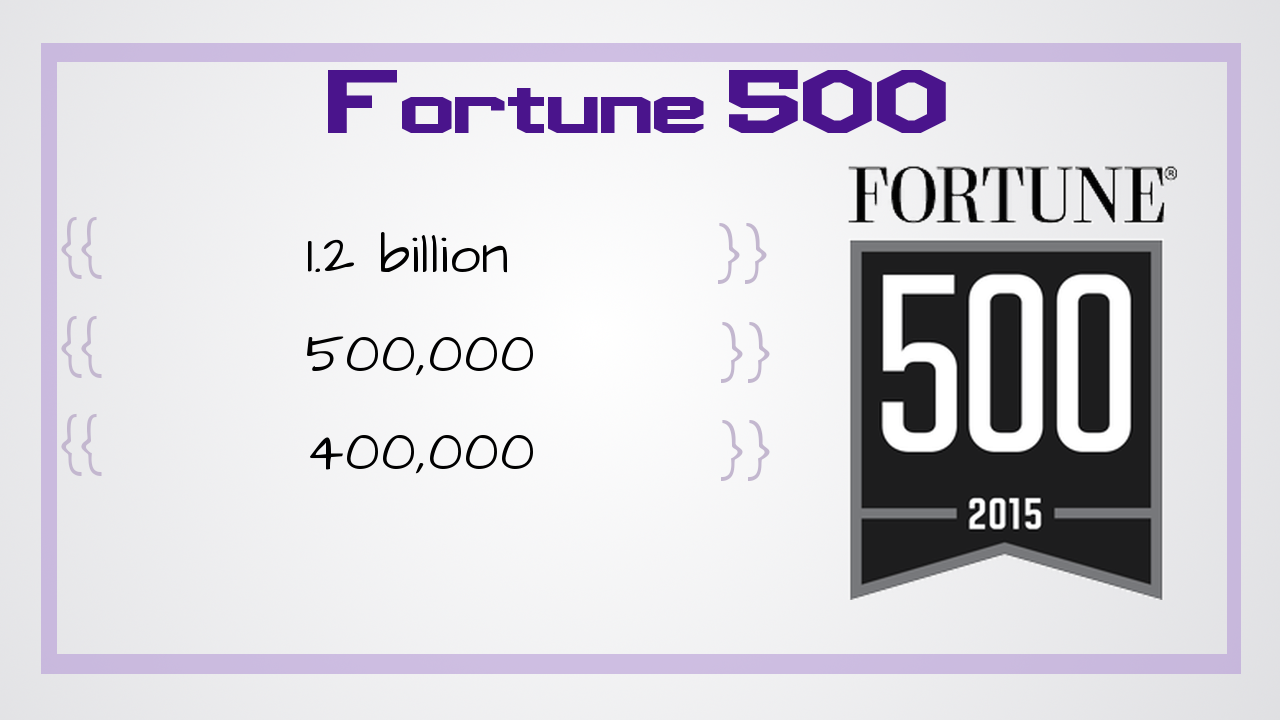 Fortune 500
{{ 1.2 billion }}
{{ 500,000 }}
{{ 400,000 }}
FORTUNE®
500
2015